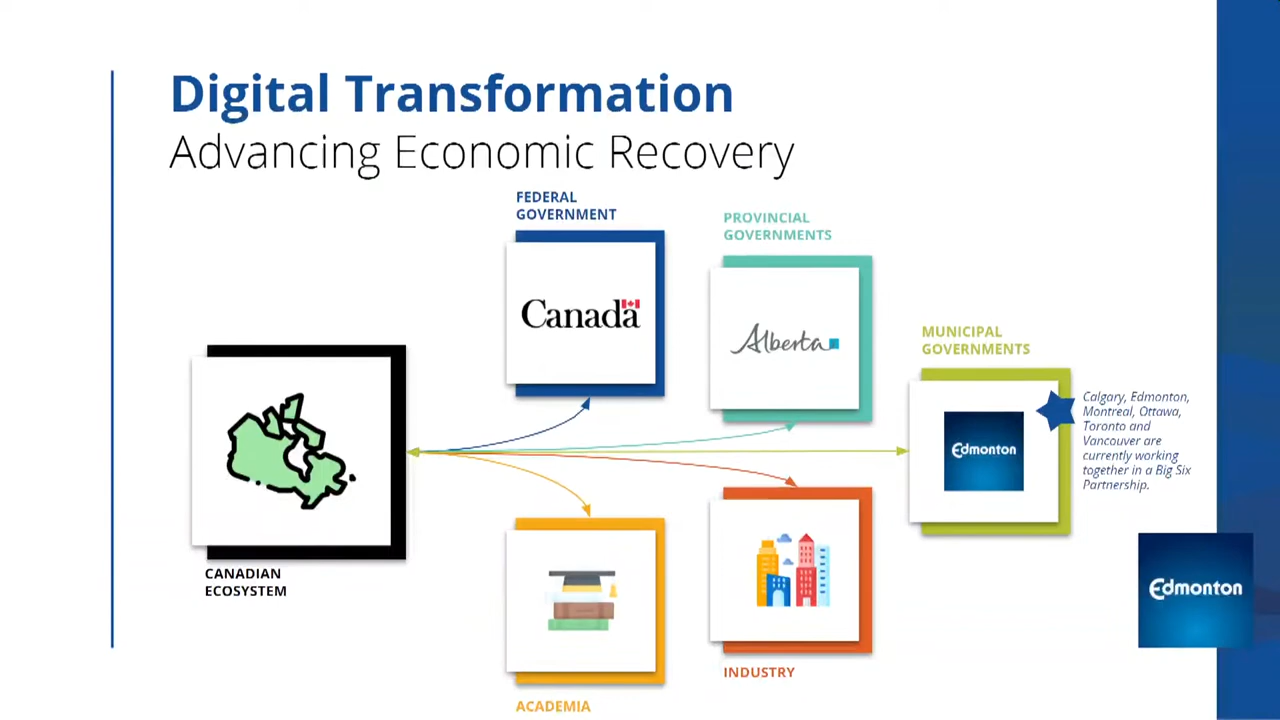 Digital Transformation
Advancing Economic Recovery
FEDERAL
GOVERNMENT
Canada
PROVINCIAL
GOVERNMENTS
Alberta
MUNICIPAL
GOVERNMENTS
Edmonton
Calgary, Edmonton,
Montreal, Ottawa,
Toronto and
Vancouver are
currently working
together in a Big Six
Partnership.
CANADIAN
ECOSYSTEM
ACADEMIA
INDUSTRY
Edmonton